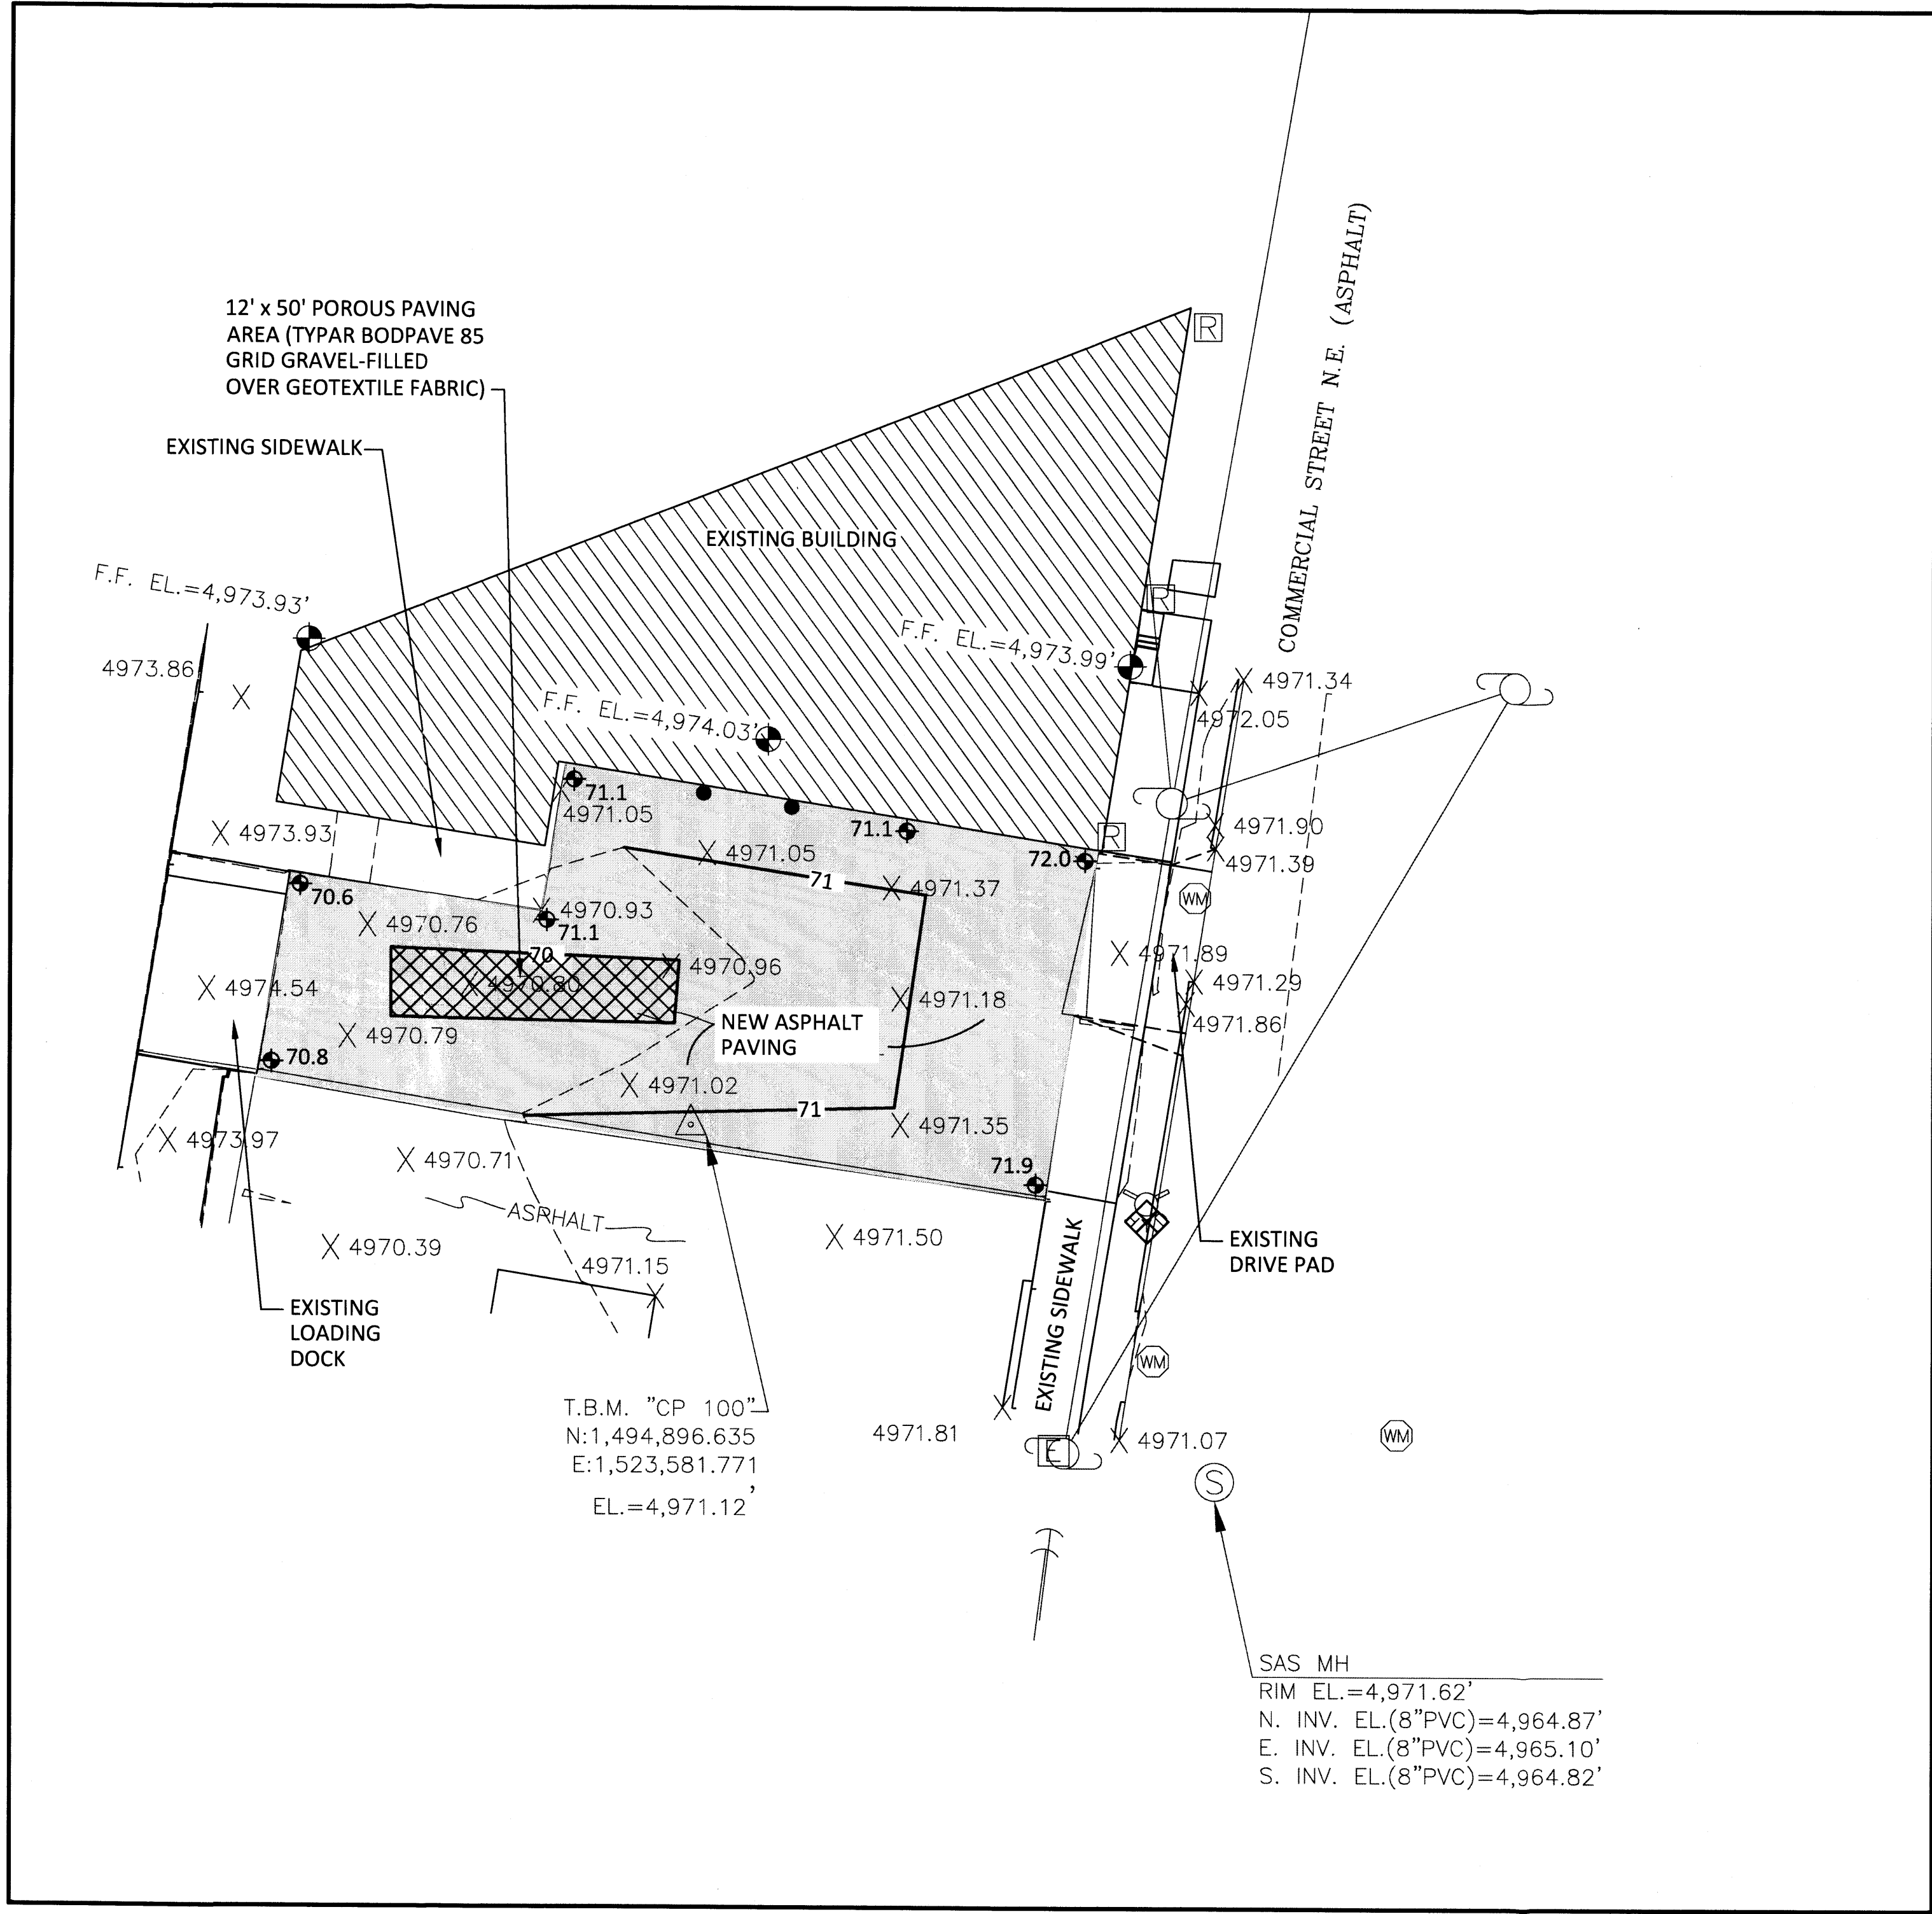 COMMERCIAL STREET N.E. (ASPHALT)
12' x 50' POROUS PAVING
AREA (TYPAR BODPAVE 85
GRID GRAVEL-FILLED
OVER GEOTEXTILE FABRIC)
R
EXISTING SIDEWALK
EXISTING BUILDING
F.F. EL.=4,973.93'
R
F.F. EL.=4,973.99'
4973.86
4971.34
F.F. EL.=4,974.03'
4972.05
71.1
4971.05
4973.93
71.1
4971.90
R
4971.05
72.0
4971.39
71
4971.37
70.6
WM
4970.93
4970.76
71.1
70
4971.89
4970.96
4974.54
4970.80
4971.29
4971.18
4971.86
NEW ASPHALT
PAVING
4970.79
70.8
4971.02
71
4971.35
4973.97
4970.71
71.9
ASPHALT
4971.50
EXISTING
DRIVE PAD
4970.39
4971.15
EXISTING SIDEWALK
EXISTING
LOADING
DOCK
WM
T.B.M. "CP 100"
N:1,494,896.635
E:1,523,581.771
EL.=4,971.12'
4971.81
E
4971.07
WM
S
SAS MH
RIM EL.=4,971.62'
N. INV. EL.(8"PVC)=4,964.87'
E. INV. EL.(8"PVC)=4,965.10'
S. INV. EL.(8"PVC)=4,964.82'